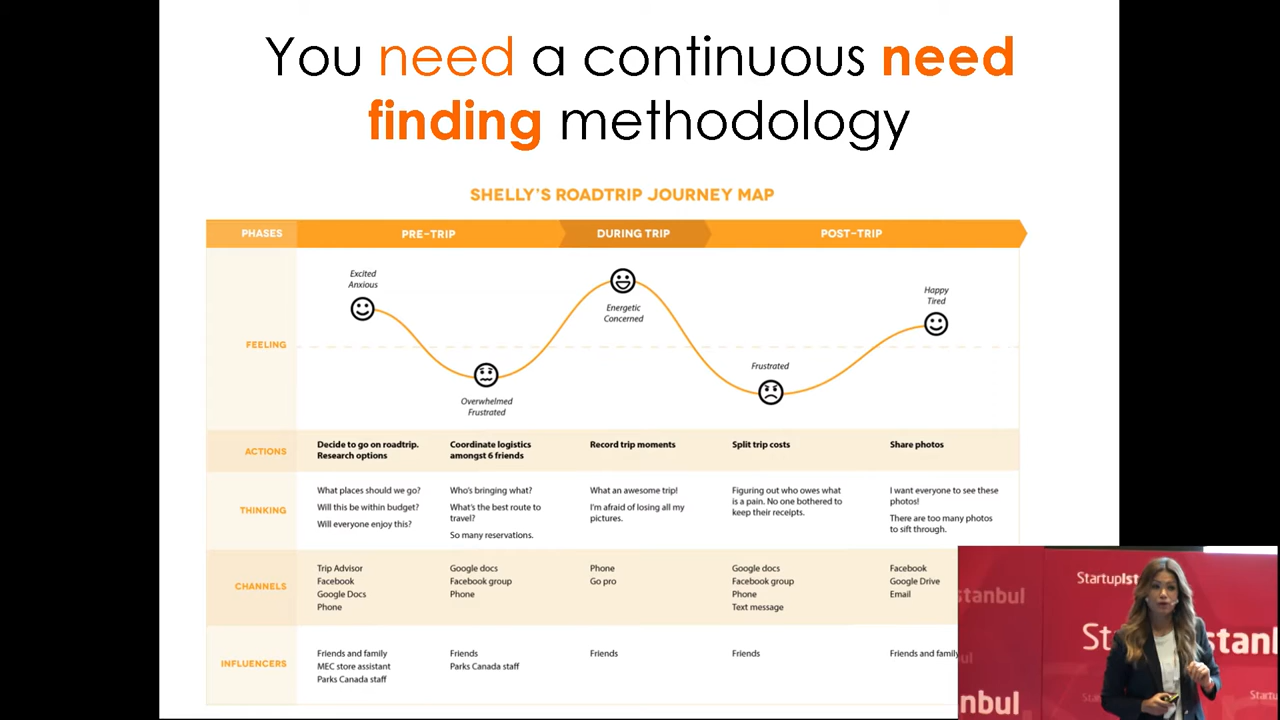 You need a continuous need
finding methodology
SHELLY'S ROADTRIP JOURNEY MAP
PHASES
PRE-TRIP
DURING TRIP
POST-TRIP
FEELING
Excited
Anxious
Overwhelmed
Frustrated
Energetic
Concerned
Frustrated
Happy
Tired
ACTIONS
Decide to go on roadtrip.
Research options
Coordinate logistics
amongst 6 friends
Record trip moments
Split trip costs
Share photos
THINKING
What places should we go?
Will this be within budget?
Will everyone enjoy this?
Who's bringing what?
What's the best route to
travel?
So many reservations.
What an awesome trip!
I'm afraid of losing all my
pictures.
Figuring out who owes what
is a pain. No one bothered to
keep their receipts.
I want everyone to see these
photos!
There are too many photos
to sift through.
CHANNELS
Trip Advisor
Facebook
Google Docs
Phone
Google docs
Facebook group
Phone
Phone
Go pro
Google docs
Facebook group
Phone
Text message
Facebook
Google Drive
Email
INFLUENCERS
Friends and family
MEC store assistant
Parks Canada staff
Friends
Parks Canada staff
Friends
Friends
Friends and family
StartupIst
stanbul
St
stanb
ul
nbul
Startu